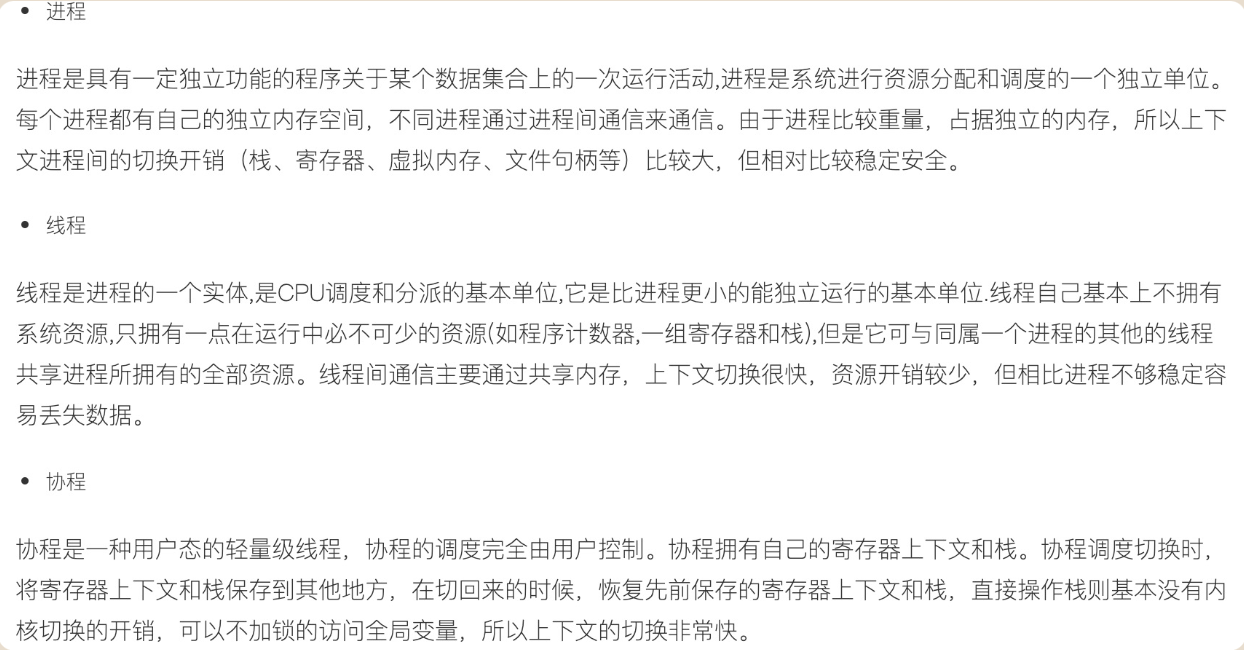 • 进程
进程是具有一定独立功能的程序关于某个数据集合上的一次运行活动,进程是系统进行资源分配和调度的一个独立单位。
每个进程都有自己的独立内存空间，不同进程通过进程间通信来通信。由于进程比较重量，占据独立的内存，所以上下
文进程间的切换开销（栈、寄存器、虚拟内存、文件句柄等）比较大，但相对比较稳定安全。
• 线程
线程是进程的一个实体,是CPU调度和分派的基本单位,它是比进程更小的能独立运行的基本单位.线程自己基本上不拥有
系统资源,只拥有一点在运行中必不可少的资源(如程序计数器,一组寄存器和栈),但是它可与同属一个进程的其他的线程
共享进程所拥有的全部资源。线程间通信主要通过共享内存，上下文切换很快，资源开销较少，但相比进程不够稳定容
易丢失数据。
• 协程
协程是一种用户态的轻量级线程，协程的调度完全由用户控制。协程拥有自己的寄存器上下文和栈。协程调度切换时，
将寄存器上下文和栈保存到其他地方，在切回来的时候，恢复先前保存的寄存器上下文和栈，直接操作栈则基本没有内
核切换的开销，可以不加锁的访问全局变量，所以上下文的切换非常快。